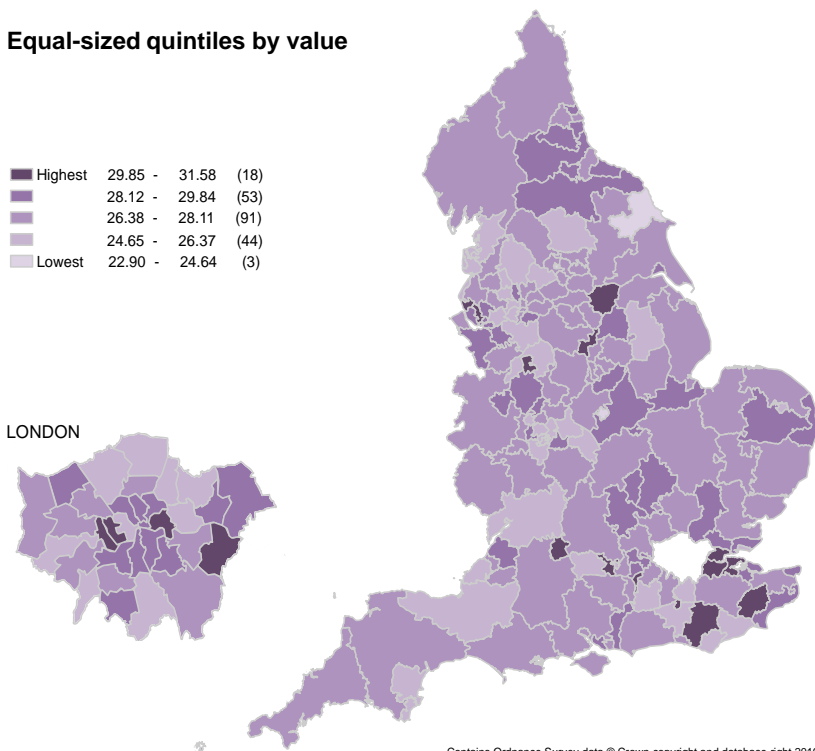 Equal-sized quintiles by value
Highest 29.85 - 31.58 (18)
28.12 - 29.84 (53)
26.38 - 28.11 (91)
24.65 - 26.37 (44)
Lowest 22.90 - 24.64 (3)
LONDON
Contains Ordnance Survey data © Crown copyright and database right 2010